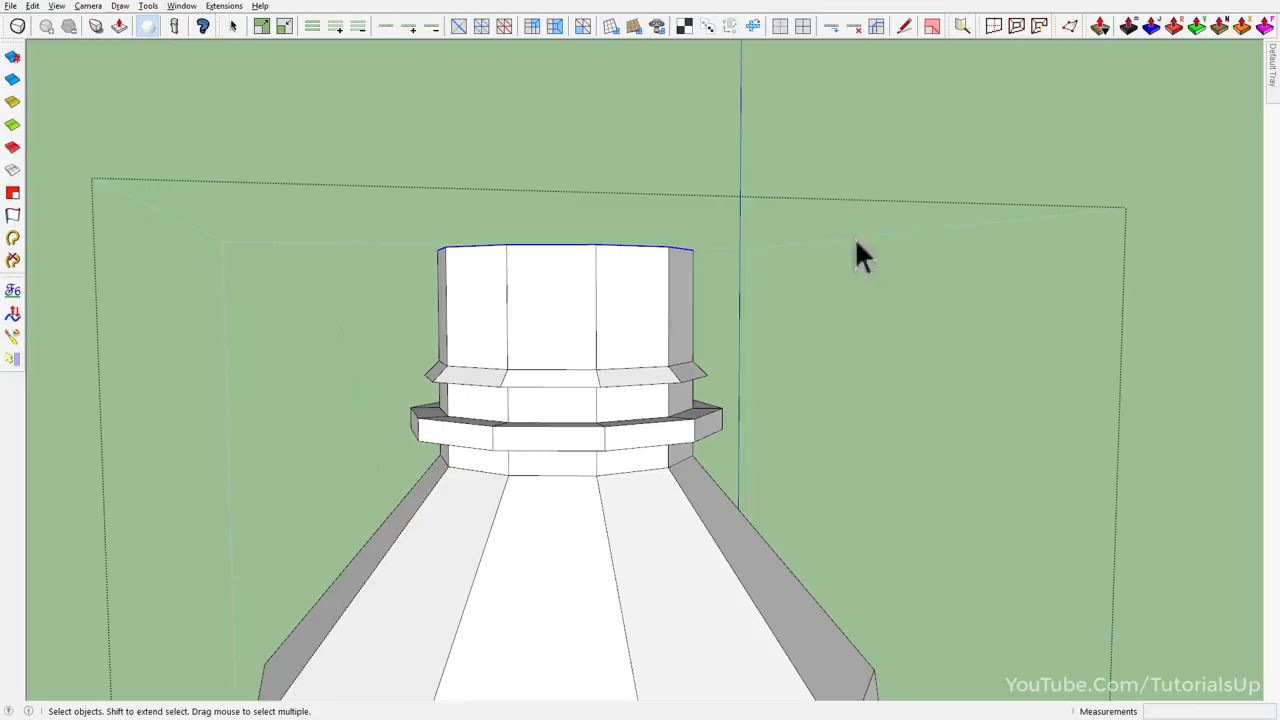 File Edit View Camera Draw Tools Window Extensions Help
Default Tray
F6
YouTube.Com/TutorialsUp
Select objects. Shift to extend select. Drag mouse to select multiple. Measurements